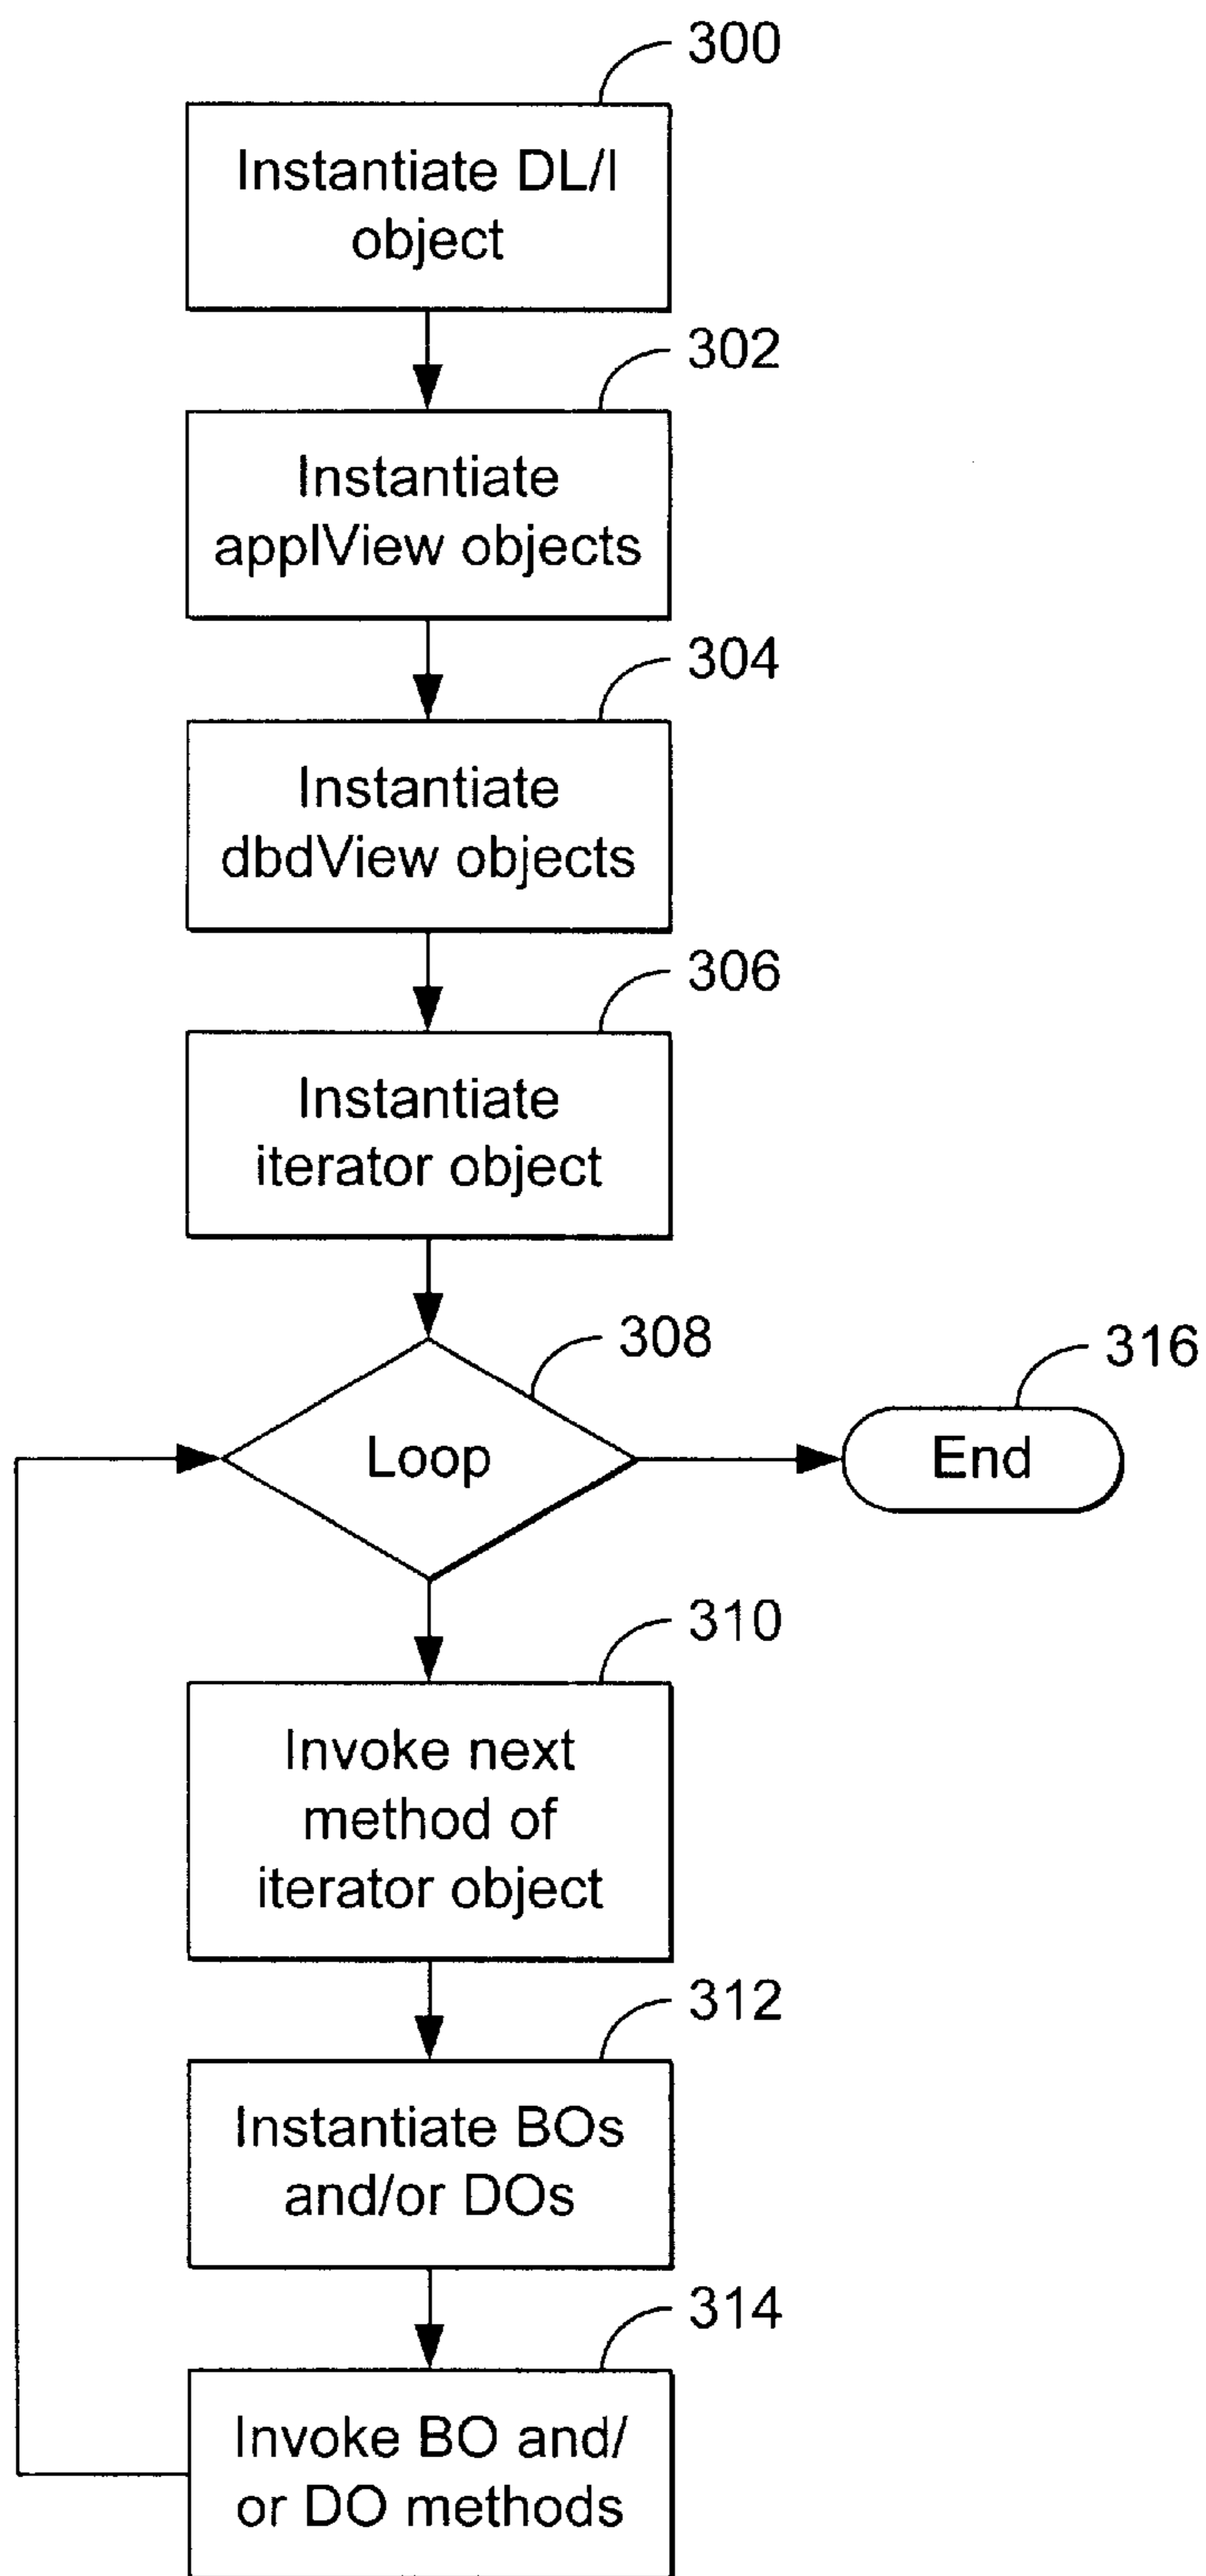 300
Instantiate DL/I
object
302
Instantiate
applView objects
304
Instantiate
dbdView objects
306
Instantiate
iterator object
308
Loop
316
End
310
Invoke next
method of
iterator object
312
Instantiate BOs
and/or DOs
314
Invoke BO and/
or DO methods